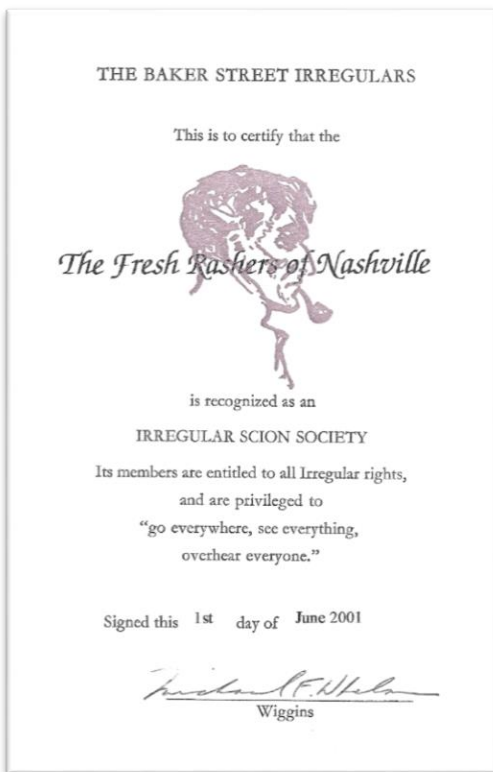 THE BAKER STREET IRREGULARS
This is to certify that the
The Fresh Rashers of Nashville
is recognized as an
IRREGULAR SCION SOCIETY
Its members are entitled to all Irregular rights,
and are privileged to
“go everywhere, see everything,
overhear everyone.”
Signed this 1st day of June 2001
Michael F. Whelan
Wiggins